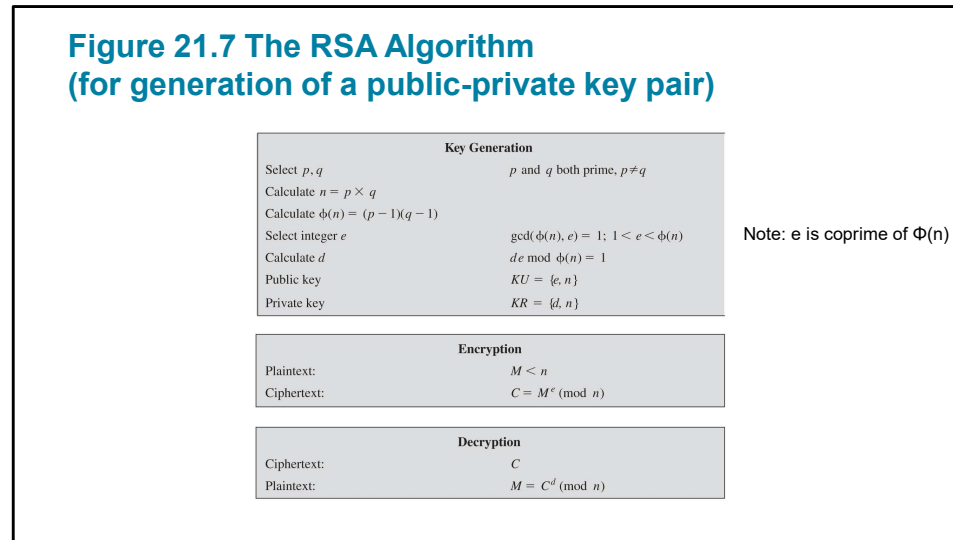 Figure 21.7 The RSA Algorithm
(for generation of a public-private key pair)
Key Generation
Select p, q p and q both prime, p≠q
Calculate n = p × q
Calculate ϕ(n) = (p − 1)(q − 1)
Select integer e gcd(ϕ(n), e) = 1; 1 < e < ϕ(n)
Calculate d de mod ϕ(n) = 1
Public key KU = {e, n}
Private key KR = {d, n}
Note: e is coprime of Φ(n)
Encryption
Plaintext: M < n
Ciphertext: C = Mᵉ (mod n)
Decryption
Ciphertext: C
Plaintext: M = Cᵈ (mod n)